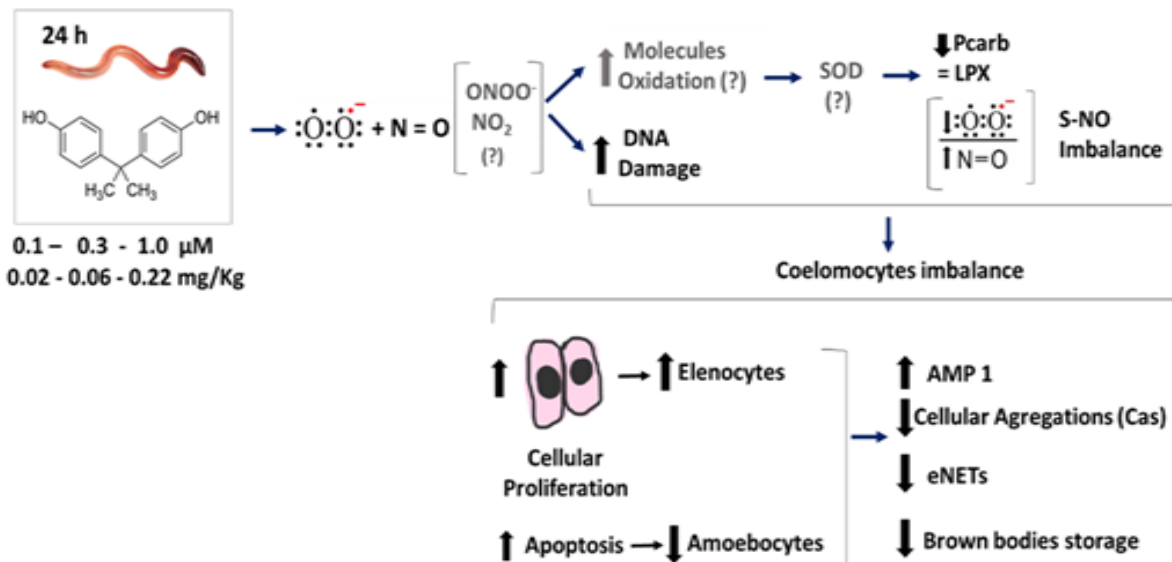 24 h
HO
OH
H₃C CH₃
0.1 – 0.3 - 1.0 µM
0.02 - 0.06 - 0.22 mg/Kg
:O O:⁻ + N = O
ONOO⁻
NO₂
(?)
Molecules
Oxidation (?)
DNA
Damage
SOD
(?)
Pcarb
= LPX
:O O:⁻
N=O
S-NO
Imbalance
Coelomocytes imbalance
Cellular
Proliferation
Elenocytes
Apoptosis
Amoebocytes
AMP 1
Cellular Agregations (Cas)
eNETs
Brown bodies storage